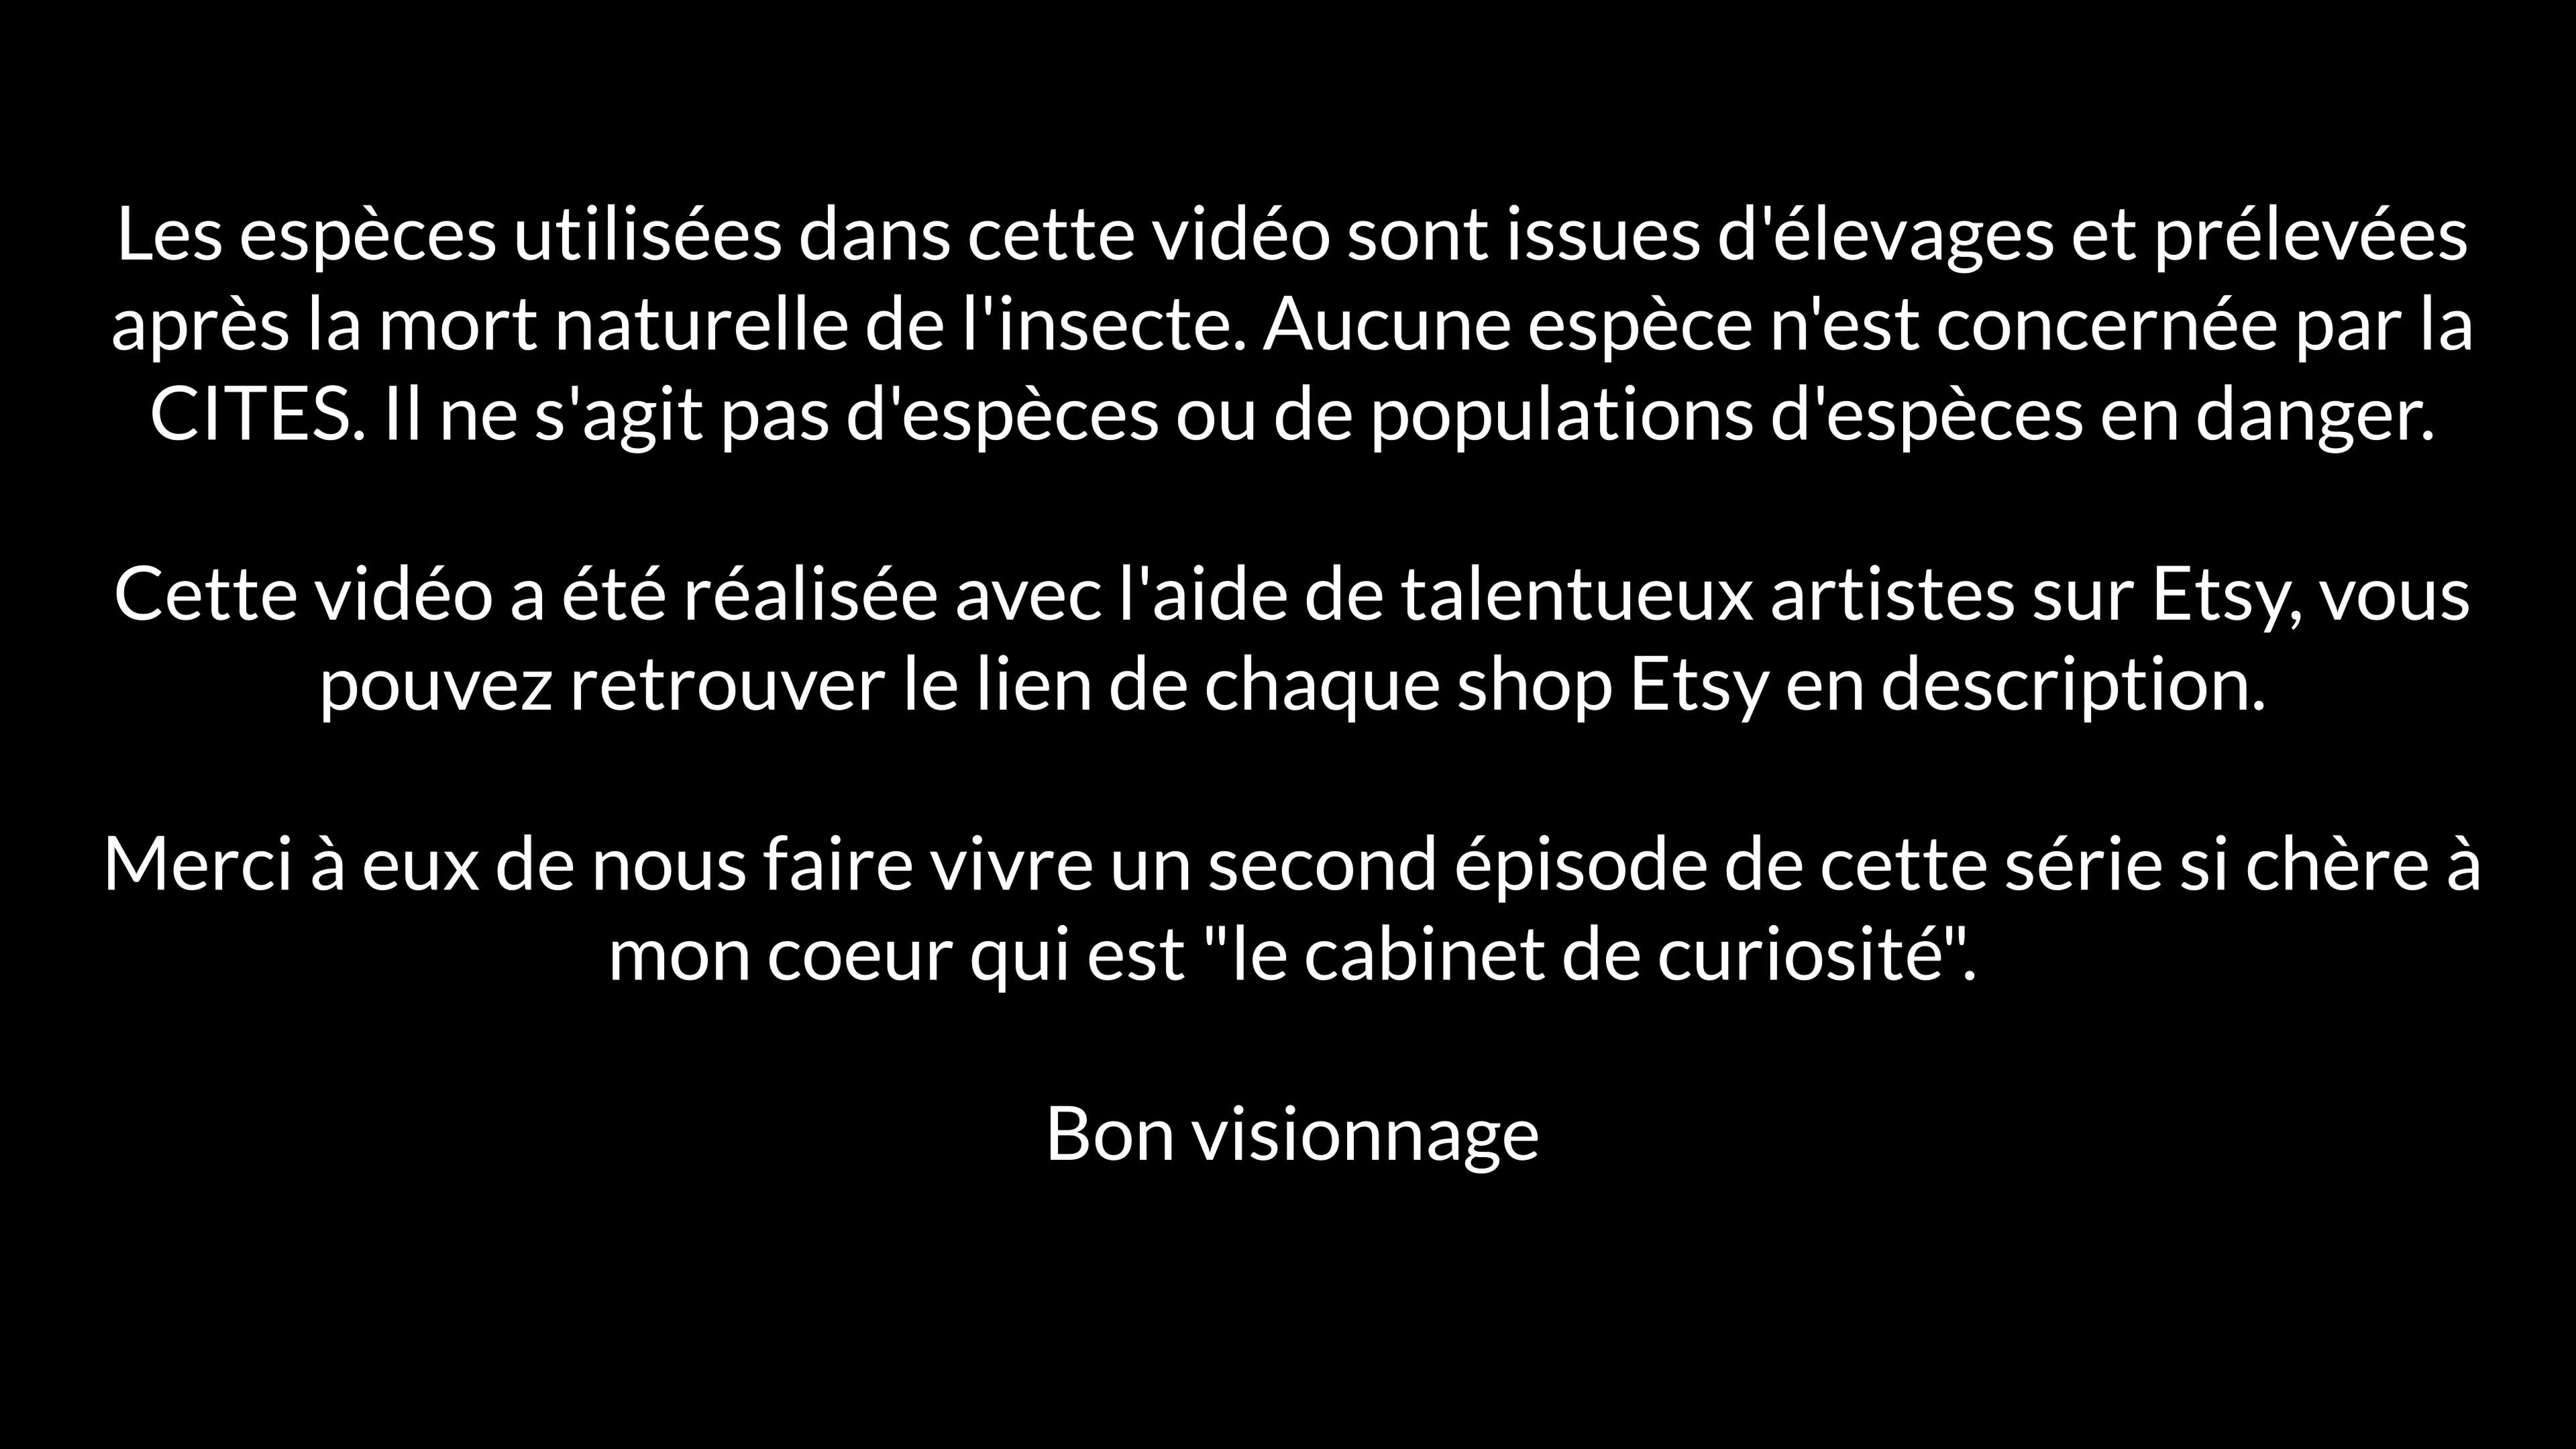 Les espèces utilisées dans cette vidéo sont issues d'élevages et prélevées
après la mort naturelle de l'insecte. Aucune espèce n'est concernée par la
CITES. Il ne s'agit pas d'espèces ou de populations d'espèces en danger.
Cette vidéo a été réalisée avec l'aide de talentueux artistes sur Etsy, vous
pouvez retrouver le lien de chaque shop Etsy en description.
Merci à eux de nous faire vivre un second épisode de cette série si chère à
mon coeur qui est "le cabinet de curiosité".
Bon visionnage